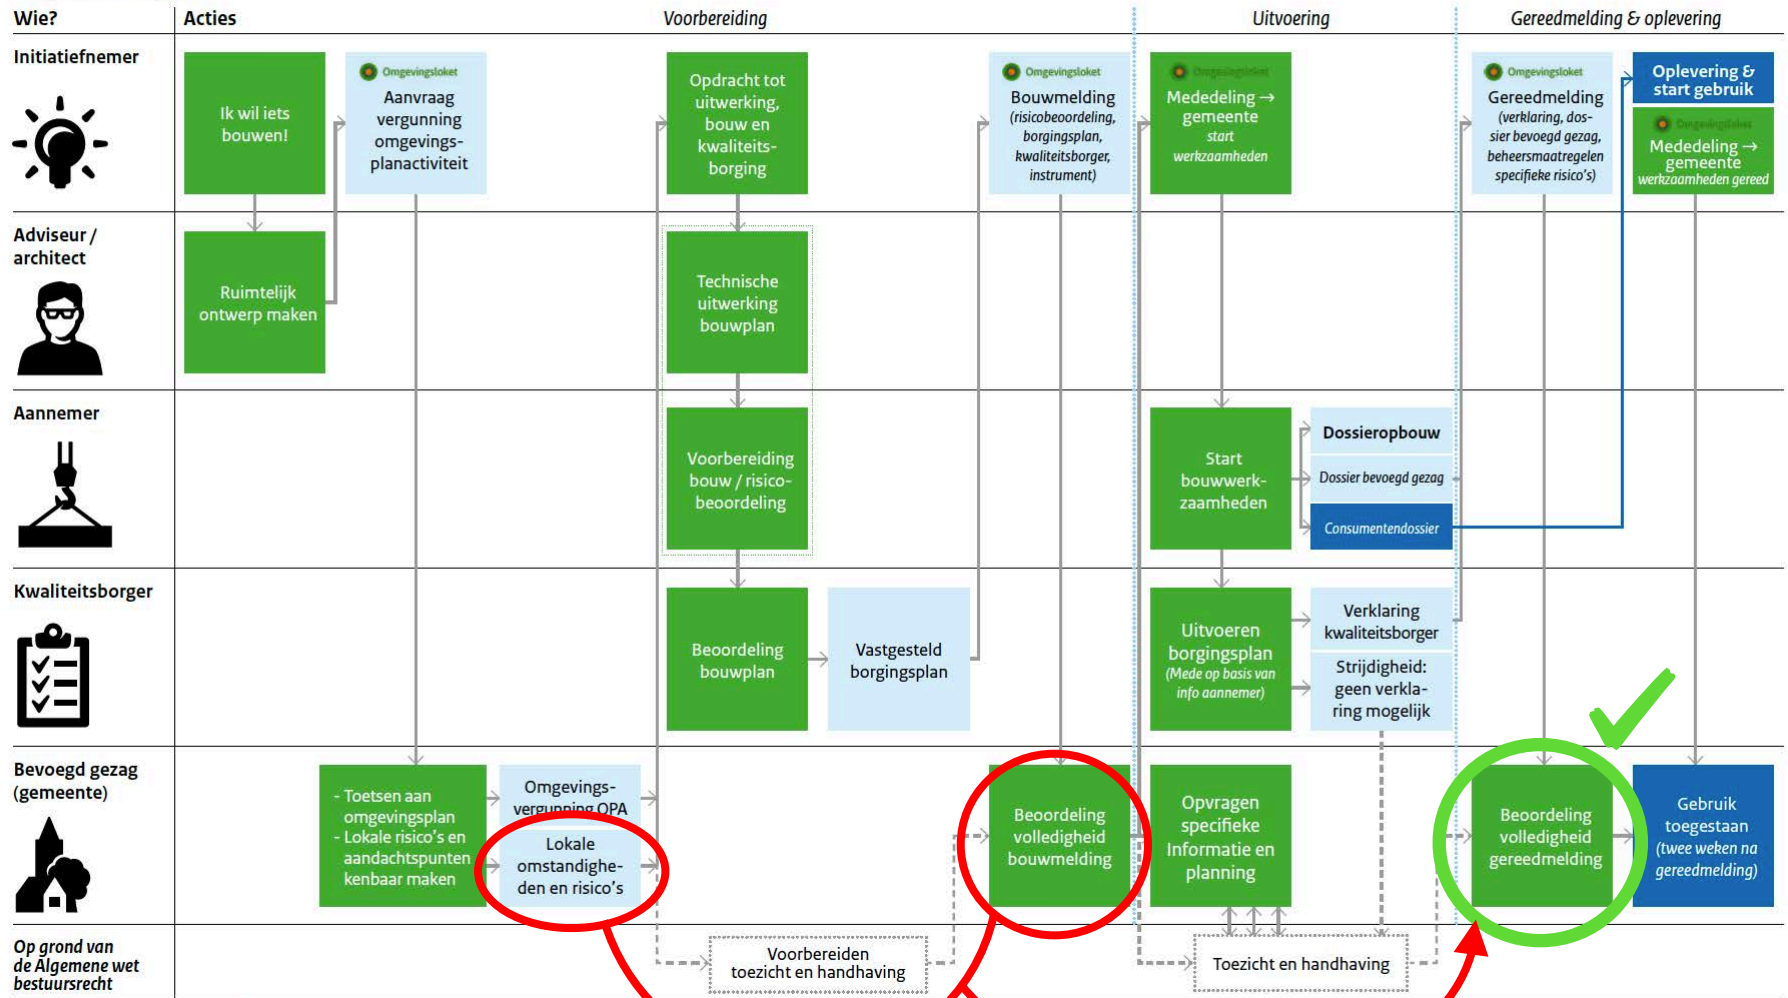 Wie?
Acties
Voorbereiding
Uitvoering
Gereedmelding & oplevering
Initiatiefnemer
Ik wil iets
bouwen!
Omgevingsloket
Aanvraag
vergunning
omgevings-
planactiviteit
Opdracht tot
uitwerking,
bouw en
kwaliteits-
borging
Omgevingsloket
Bouwmelding
(risicobeoordeling,
borgingsplan,
kwaliteitsborger,
instrument)
Omgevingsloket
Mededeling →
gemeente
start
werkzaamheden
Omgevingsloket
Gereedmelding
(verklaring, dos-
sier bevoegd gezag,
beheersmaatregelen
specifieke risico's)
Oplevering &
start gebruik
Omgevingsloket
Mededeling →
gemeente
werkzaamheden gereed
Adviseur /
architect
Ruimtelijk
ontwerp maken
Technische
uitwerking
bouwplan
Aannemer
Voorbereiding
bouw / risico-
beoordeling
Start
bouwwerk-
zaamheden
Dossieropbouw
Dossier bevoegd gezag
Consumentendossier
Kwaliteitsborger
Beoordeling
bouwplan
Vastgesteld
borgingsplan
Uitvoeren
borgingsplan
(Mede op basis van
info aannemer)
Verklaring
kwaliteitsborger
Strijdigheid:
geen verkla-
ring mogelijk
Bevoegd gezag
(gemeente)
- Toetsen aan
omgevingsplan
- Lokale risico's en
aandachtspunten
kenbaar maken
Omgevings-
vergunning OPA
Lokale
omstandighe-
den en risico's
Beoordeling
volledigheid
bouwmelding
Opvragen
specifieke
Informatie en
planning
Beoordeling
volledigheid
gereedmelding
Gebruik
toegestaan
(twee weken na
gereedmelding)
Op grond van
de Algemene wet
bestuursrecht
Voorbereiden
toezicht en handhaving
Toezicht en handhaving